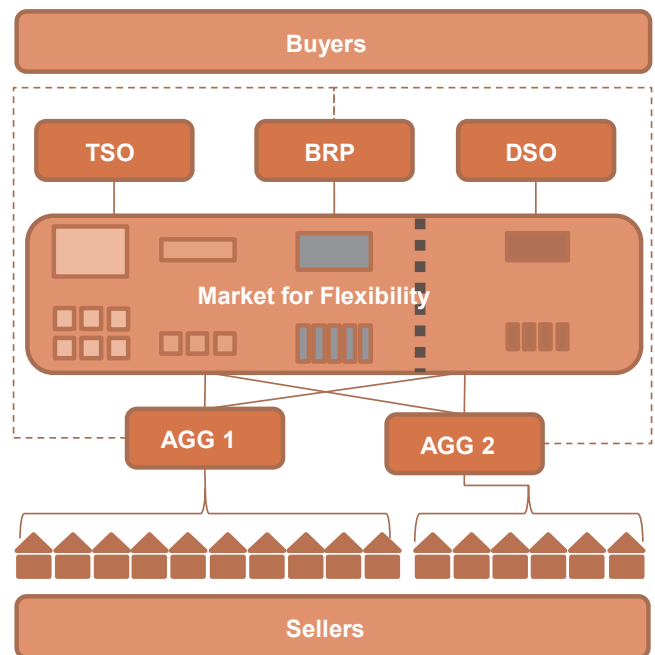 Buyers
TSO
BRP
DSO
Market for Flexibility
AGG 1
AGG 2
Sellers